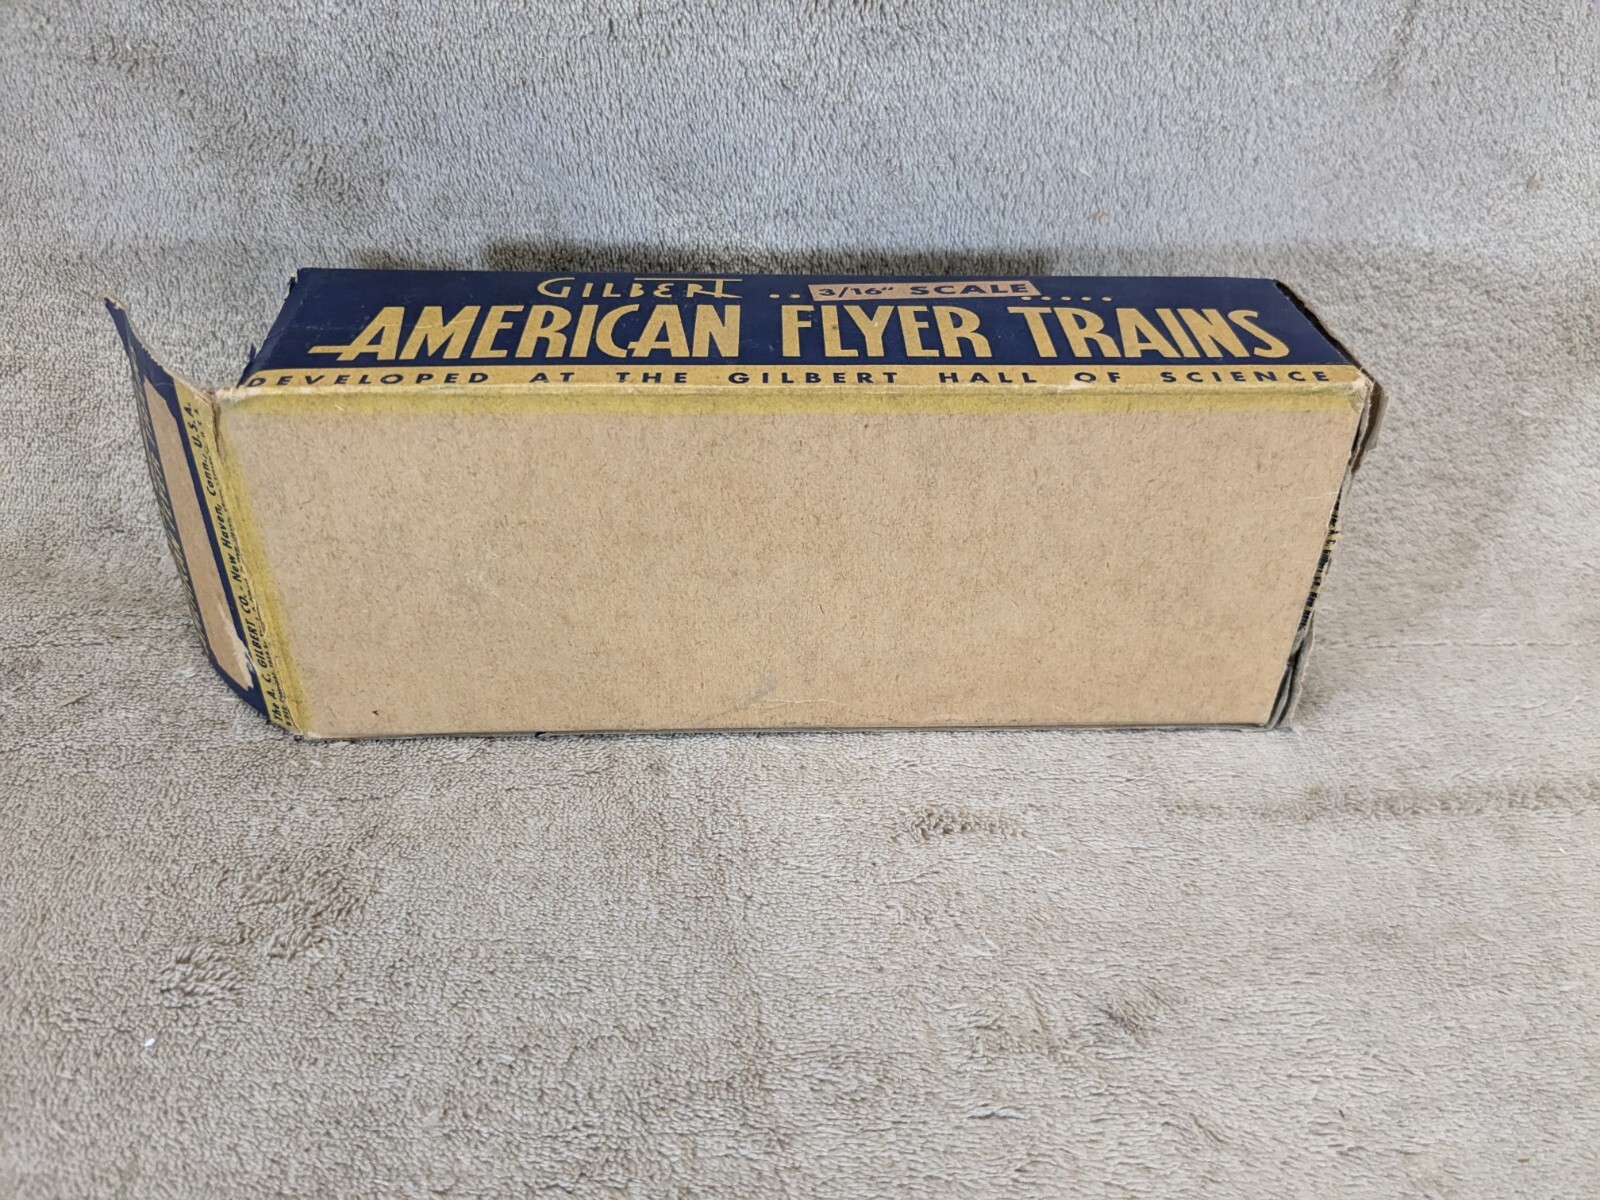 GILBERT ..3/16" SCALE.....
AMERICAN FLYER TRAINS
DEVELOPED AT THE GILBERT HALL OF SCIENCE
The A. C. GILBERT CO. - New Haven, Conn., U.S.A.